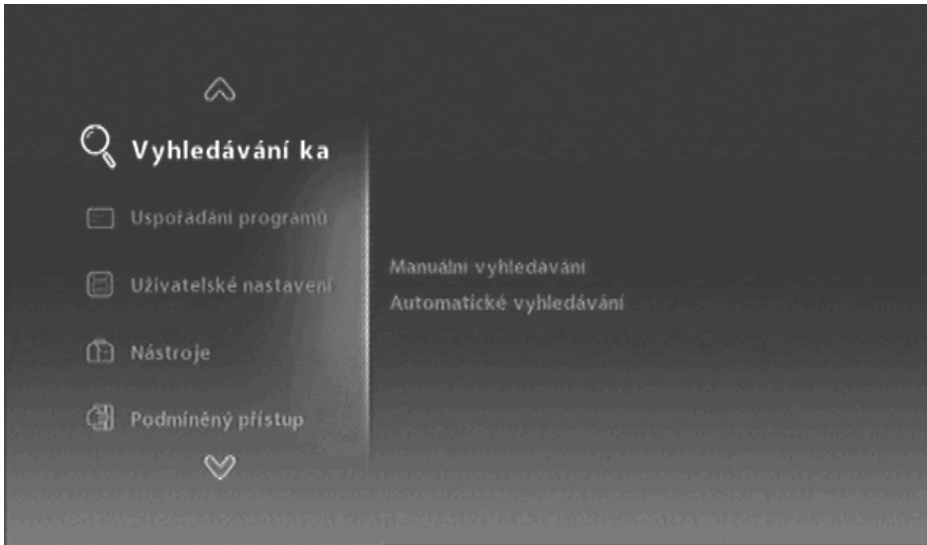 Vyhledávání ka
Uspořádání programů
Uživatelské nastavení
Nástroje
Podmíněný přístup
Manuální vyhledávání
Automatické vyhledávání